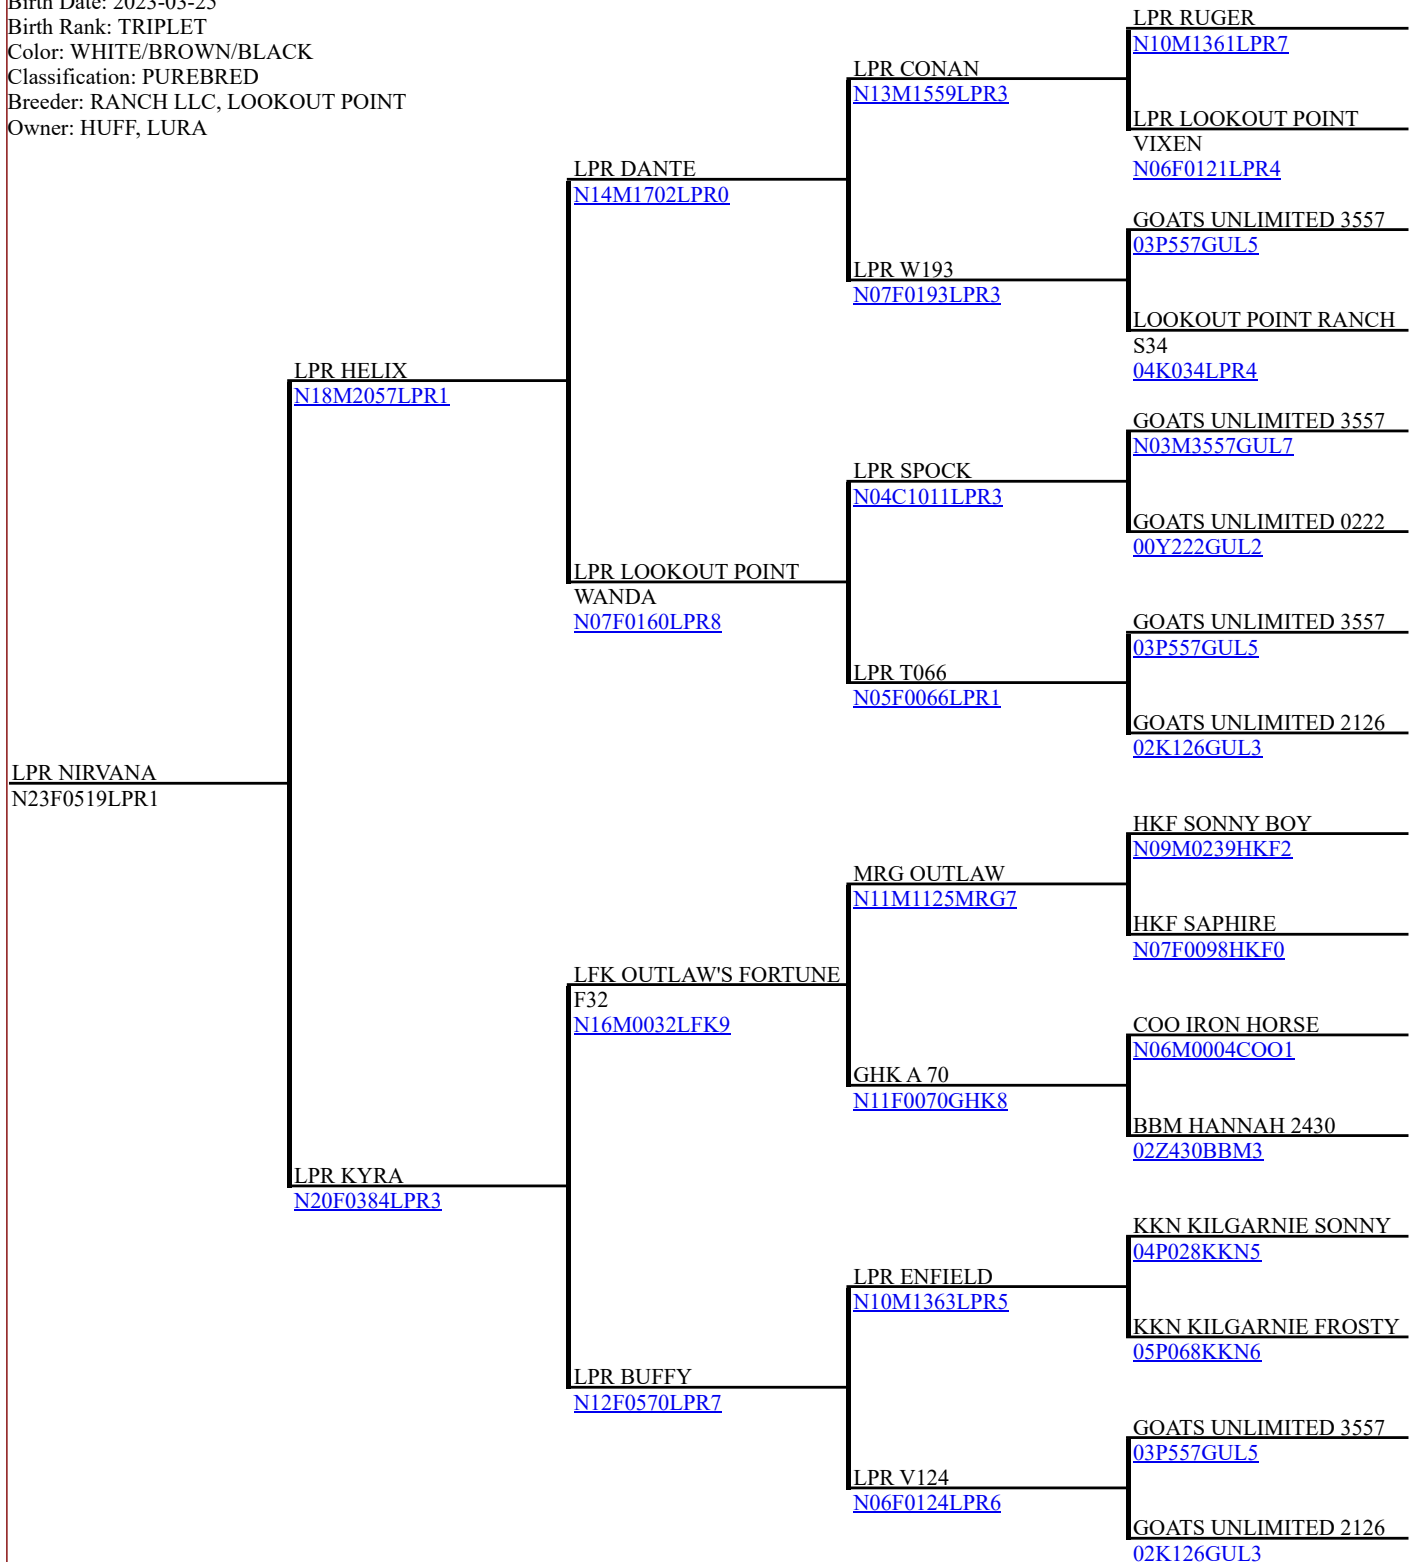 Birth Date: 2023-03-25
Birth Rank: TRIPLET
Color: WHITE/BROWN/BLACK
Classification: PUREBRED
Breeder: RANCH LLC, LOOKOUT POINT
Owner: HUFF, LURA
LPR RUGER
N10M1361LPR7
LPR CONAN
N13M1559LPR3
LPR LOOKOUT POINT
VIXEN
N06F0121LPR4
LPR DANTE
N14M1702LPR0
GOATS UNLIMITED 3557
03P557GUL5
LPR W193
N07F0193LPR3
LOOKOUT POINT RANCH
S34
04K034LPR4
LPR HELIX
N18M2057LPR1
GOATS UNLIMITED 3557
N03M3557GUL7
LPR SPOCK
N04C1011LPR3
GOATS UNLIMITED 0222
00Y222GUL2
LPR LOOKOUT POINT
WANDA
N07F0160LPR8
GOATS UNLIMITED 3557
03P557GUL5
LPR T066
N05F0066LPR1
GOATS UNLIMITED 2126
02K126GUL3
LPR NIRVANA
N23F0519LPR1
HKF SONNY BOY
N09M0239HKF2
MRG OUTLAW
N11M1125MRG7
HKF SAPHIRE
N07F0098HKF0
LFK OUTLAW'S FORTUNE
F32
N16M0032LFK9
COO IRON HORSE
N06M0004COO1
GHK A 70
N11F0070GHK8
BBM HANNAH 2430
02Z430BBM3
LPR KYRA
N20F0384LPR3
KKN KILGARNIE SONNY
04P028KKN5
LPR ENFIELD
N10M1363LPR5
KKN KILGARNIE FROSTY
05P068KKN6
LPR BUFFY
N12F0570LPR7
GOATS UNLIMITED 3557
03P557GUL5
LPR V124
N06F0124LPR6
GOATS UNLIMITED 2126
02K126GUL3